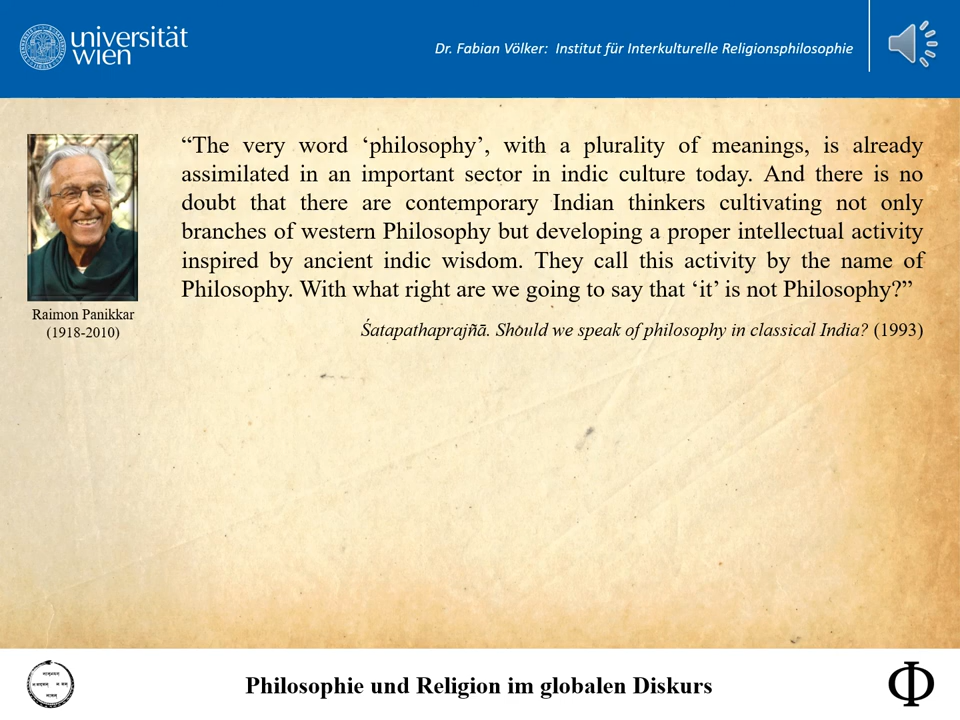 universität
wien
Dr. Fabian Völker: Institut für Interkulturelle Religionsphilosophie
“The very word ‘philosophy’, with a plurality of meanings, is already
assimilated in an important sector in indic culture today. And there is no
doubt that there are contemporary Indian thinkers cultivating not only
branches of western Philosophy but developing a proper intellectual activity
inspired by ancient indic wisdom. They call this activity by the name of
Philosophy. With what right are we going to say that ‘it’ is not Philosophy?”
Raimon Panikkar
(1918-2010)
Śatapathaprajñā. Should we speak of philosophy in classical India? (1993)
Philosophie und Religion im globalen Diskurs
Φ